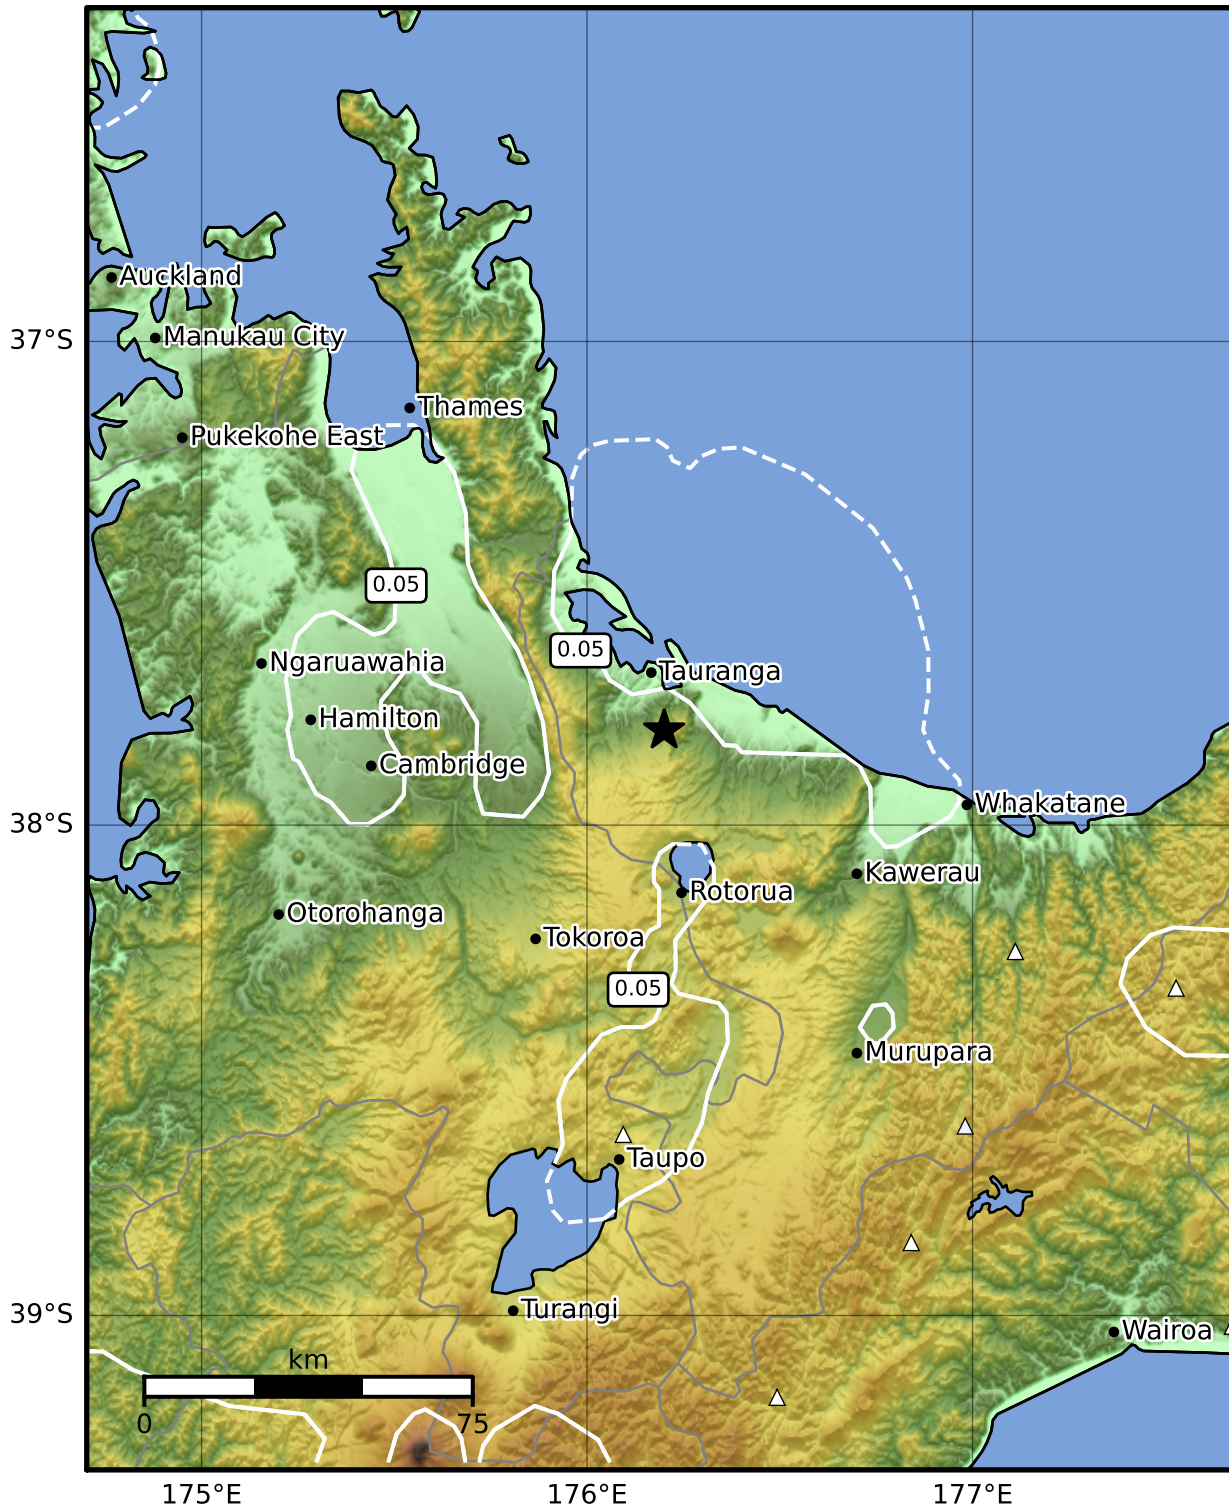 Auckland
37°S
Manukau City
Thames
Pukekohe East
0.05
0.05
Ngaruawahia
Tauranga
Hamilton
Cambridge
Whakatane
38°S
Kawerau
Rotorua
Otorohanga
Tokoroa
0.05
Murupara
Taupo
39°S
Turangi
Wairoa
km
0 75
175°E 176°E 177°E